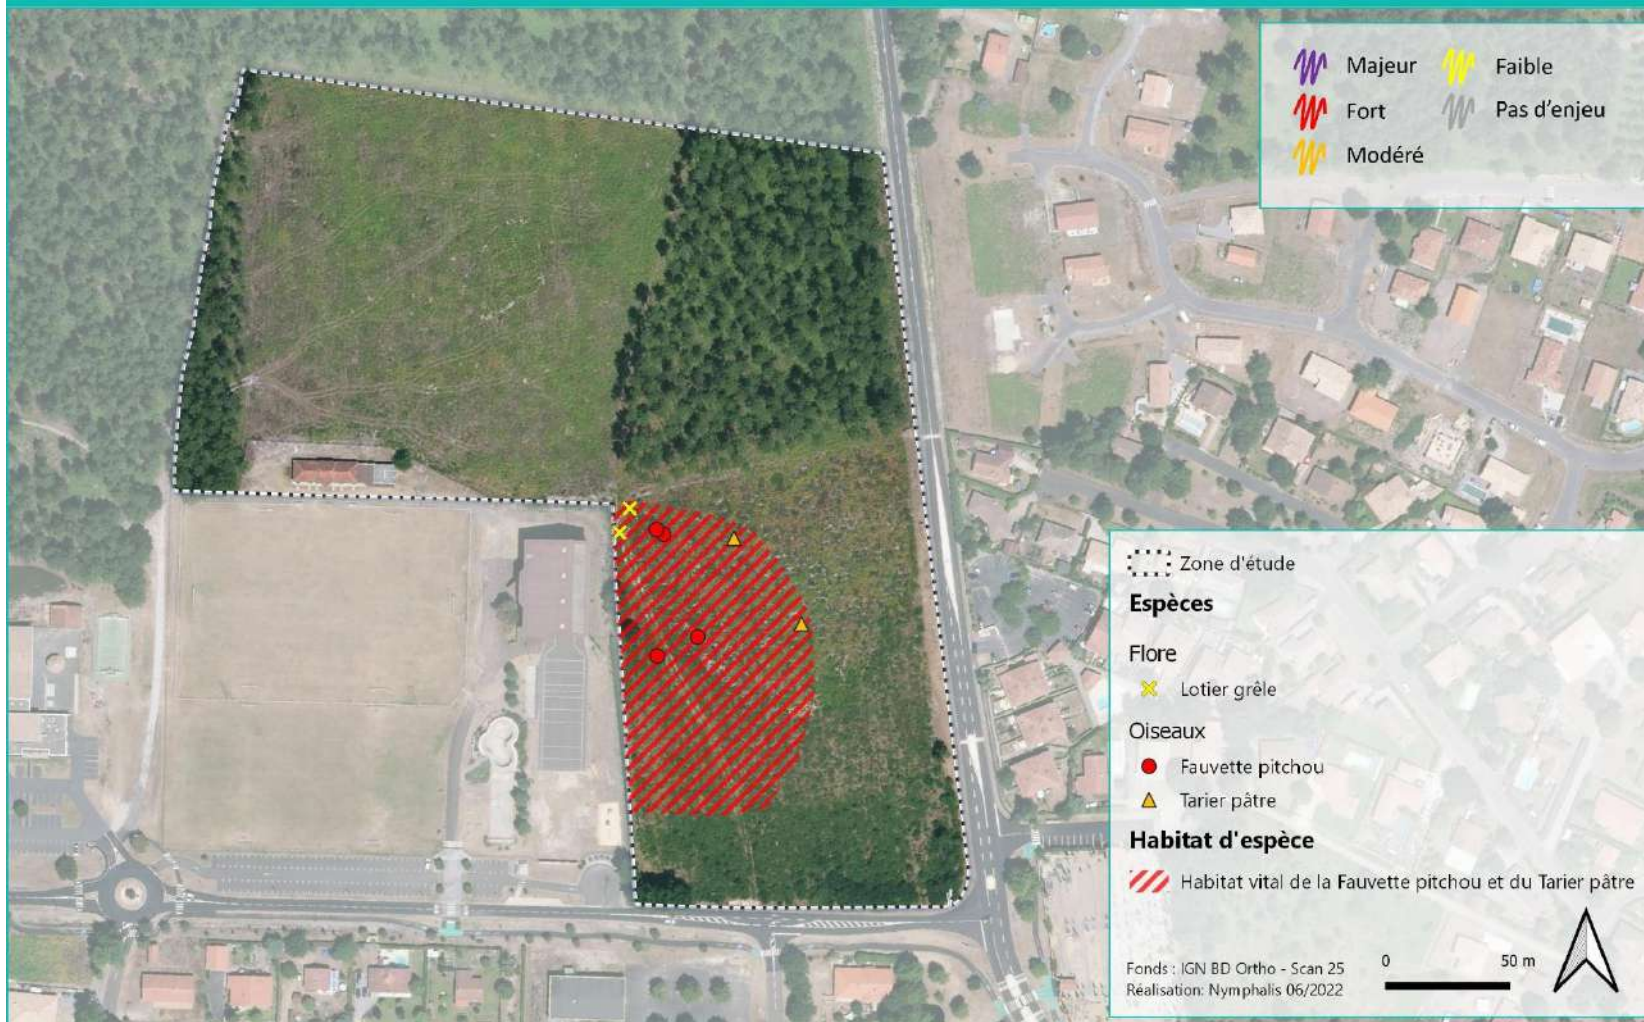 Majeur
Faible
Fort
Pas d'enjeu
Modéré
Zone d'étude
Espèces
Flore
Lotier grêle
Oiseaux
Fauvette pitchou
Tarier pâtre
Habitat d'espèce
Habitat vital de la Fauvette pitchou et du Tarier pâtre
Fonds : IGN BD Ortho - Scan 25
Réalisation: Nymphalis 06/2022
0 50 m